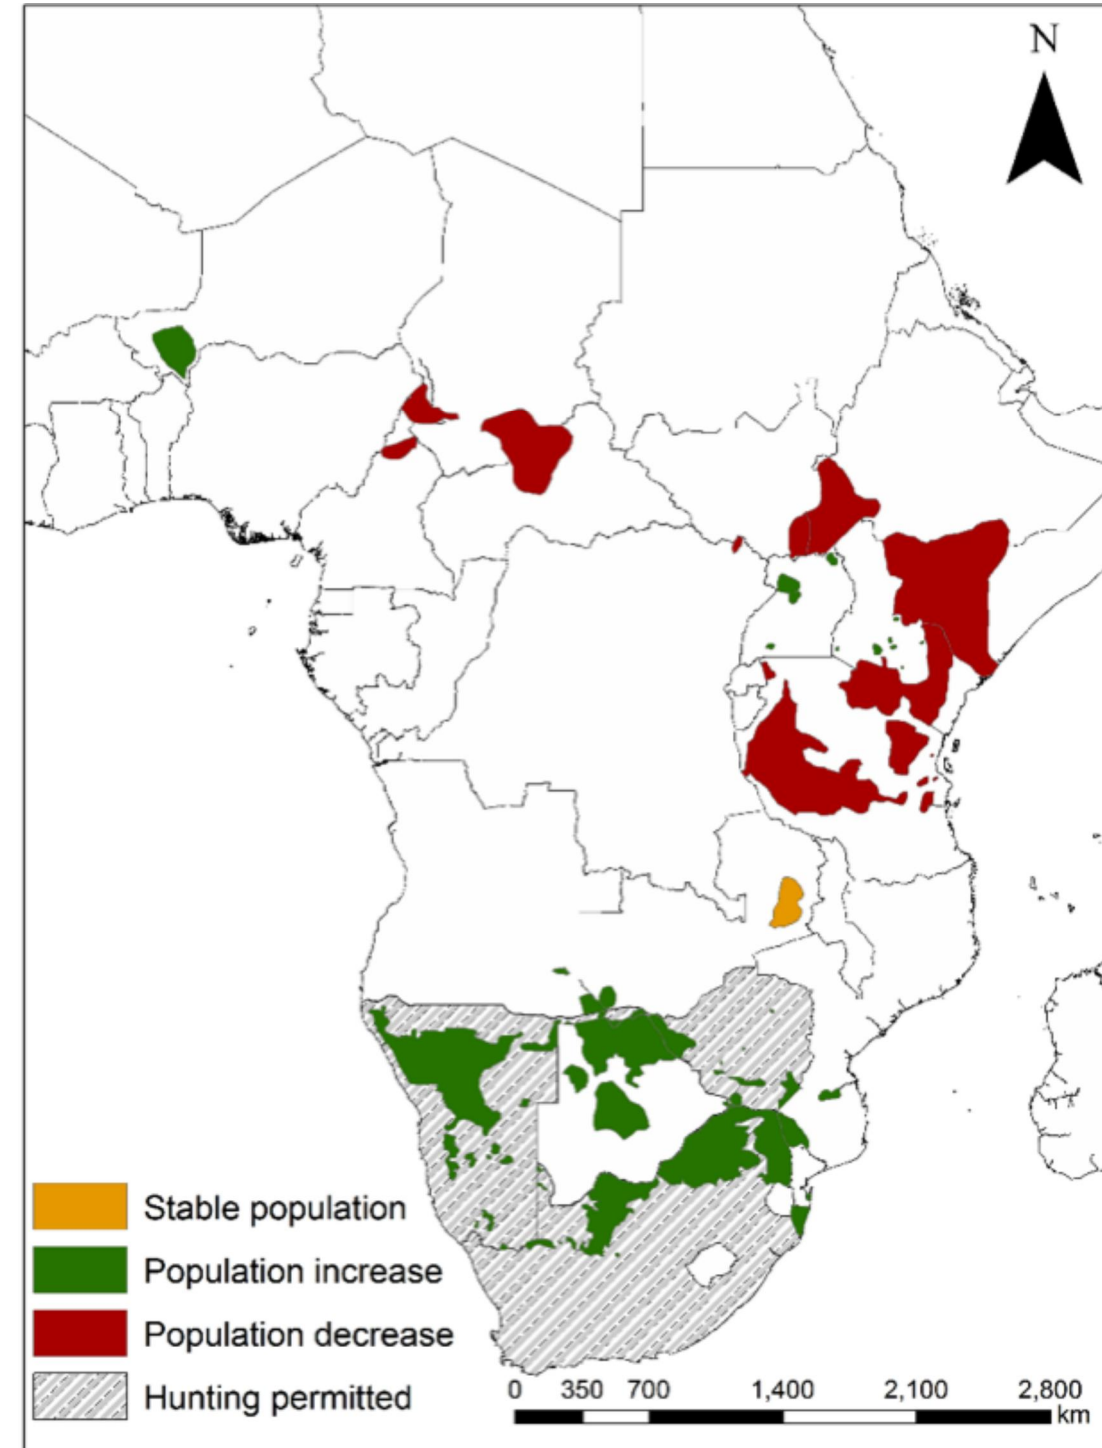 N
Stable population
Population increase
Population decrease
Hunting permitted
0 350 700 1,400 2,100 2,800
km